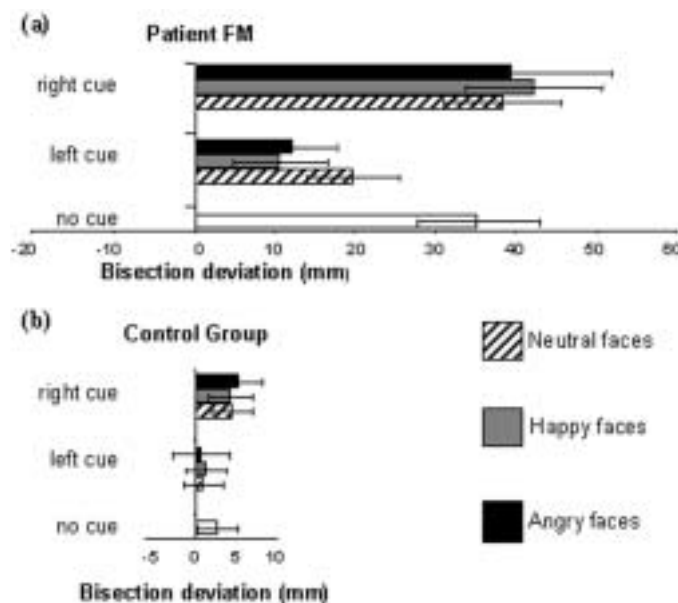 (a)
Patient FM
right cue
left cue
no cue
-20 -10 0 10 20 30 40 50 60
Bisection deviation (mm)
(b)
Control Group
right cue
left cue
no cue
-5 0 5 10
Bisection deviation (mm)
Neutral faces
Happy faces
Angry faces